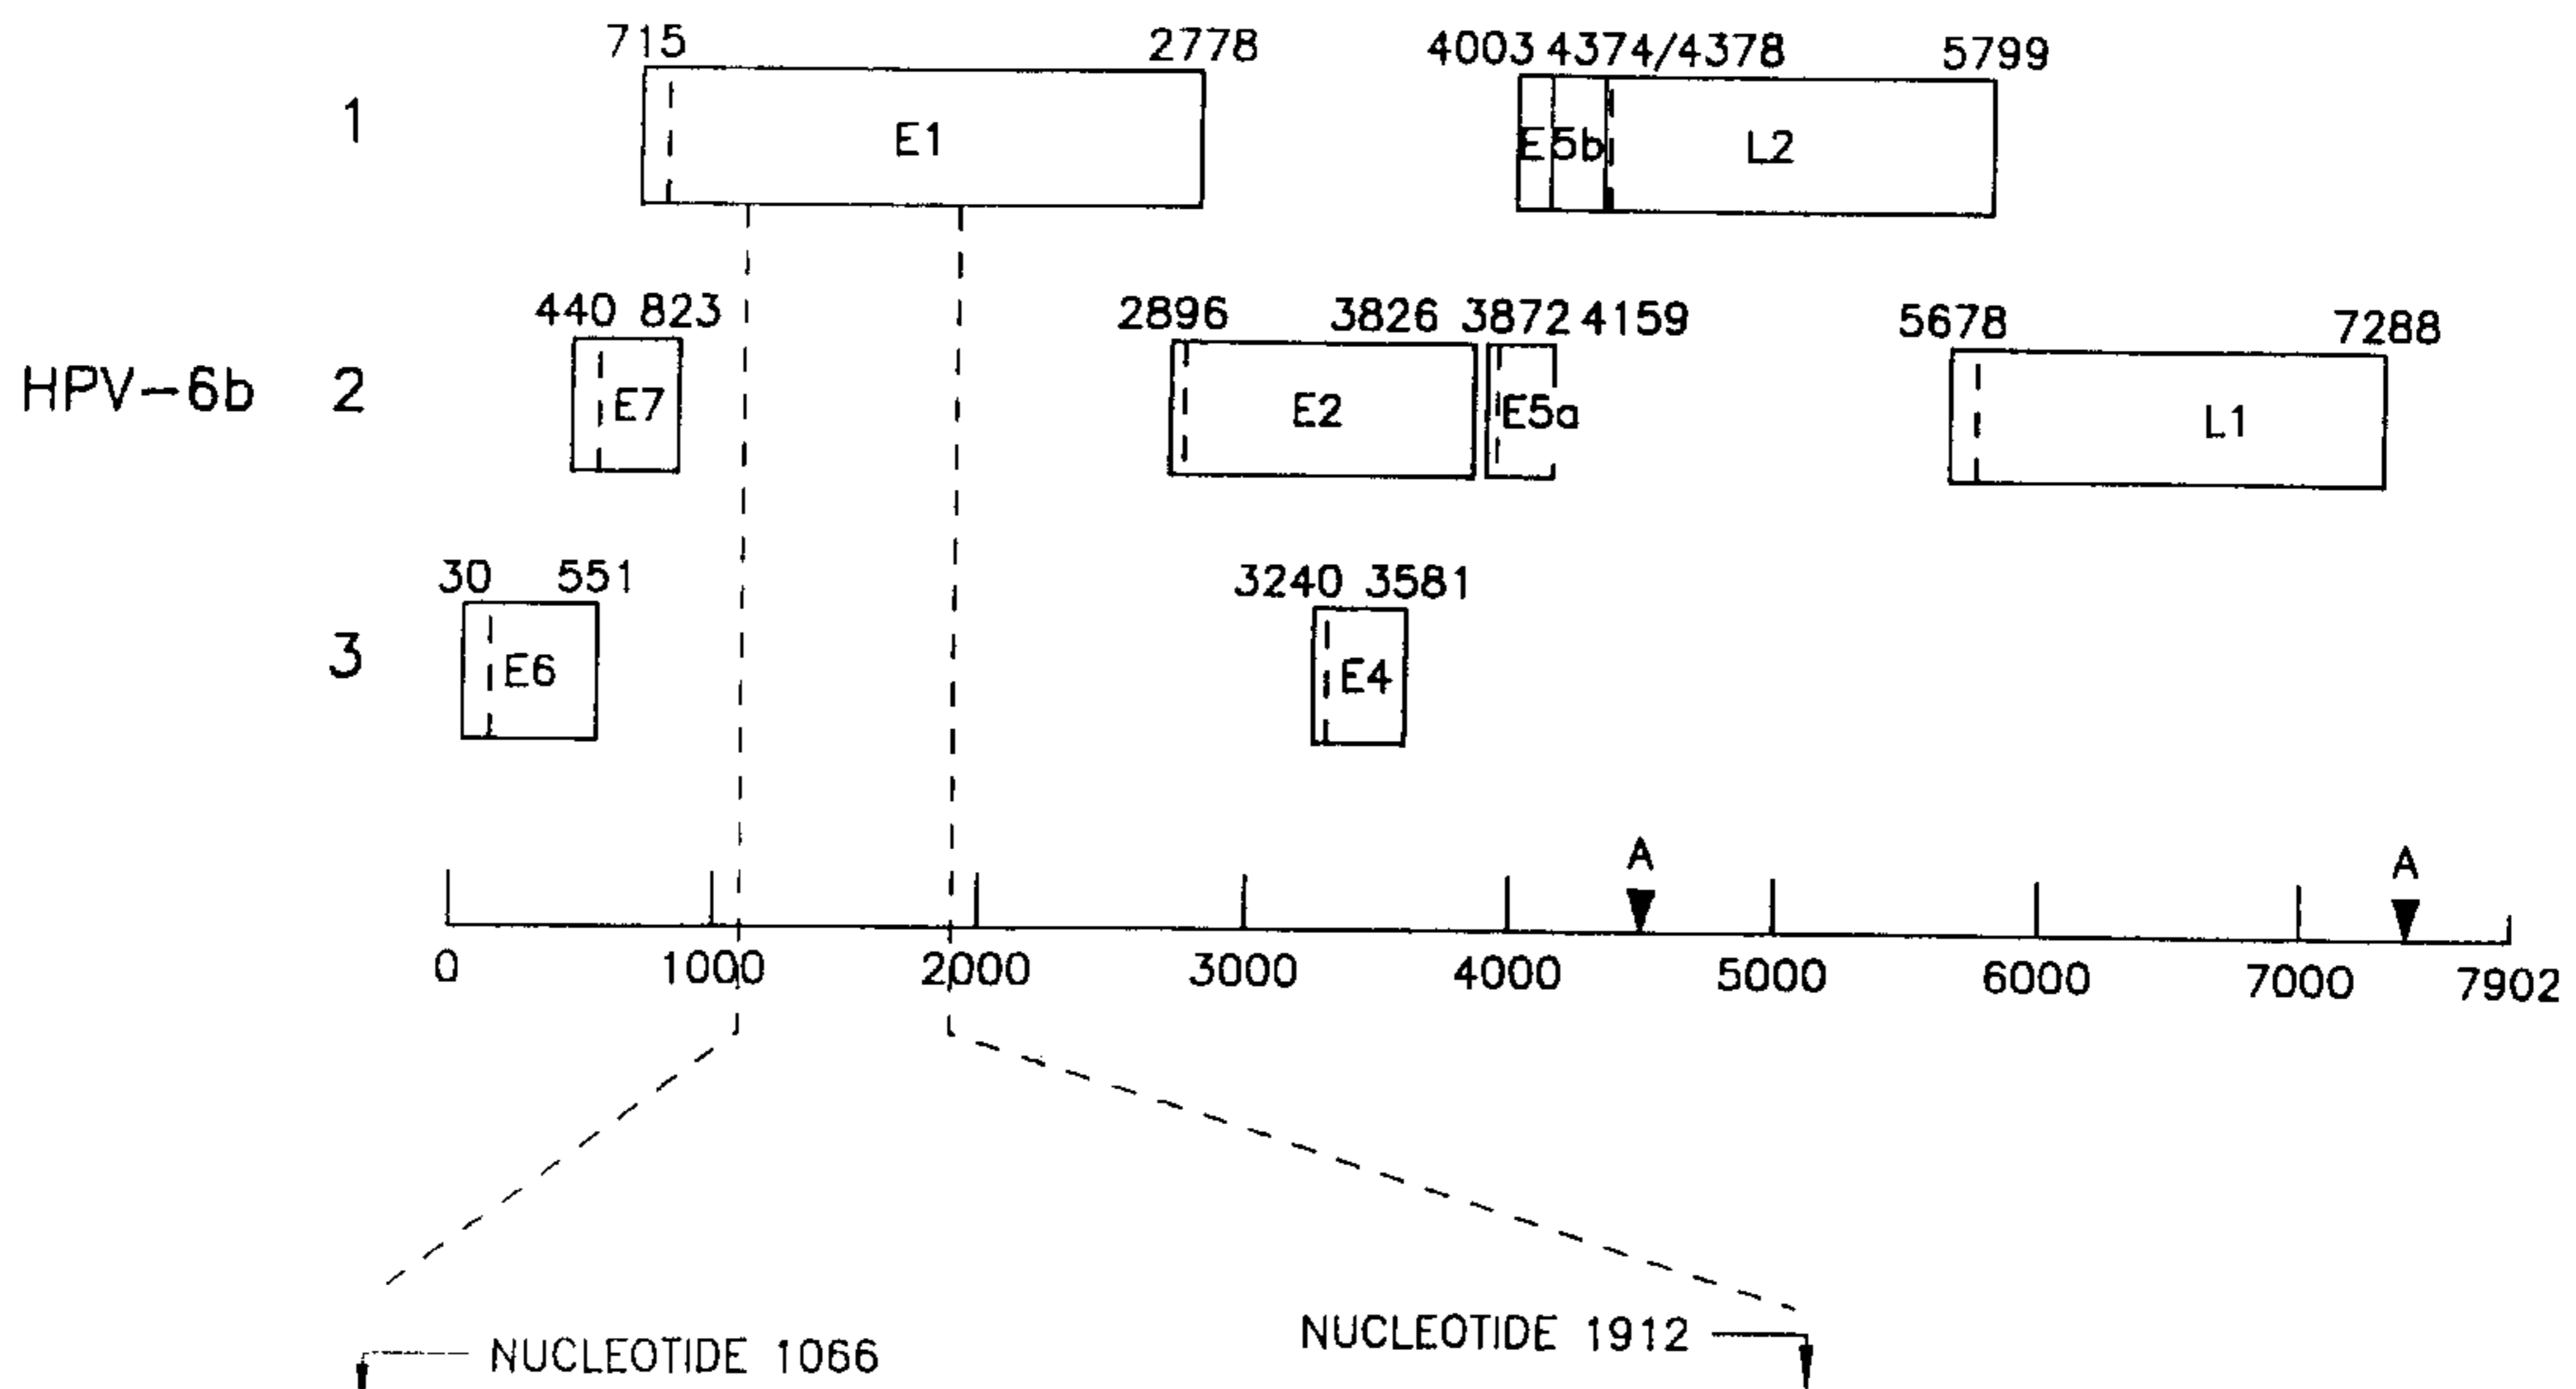 715 2778 4003 4374/4378 5799
1 E1 E5b L2
440 823 2896 3826 3872 4159 5678 7288
HPV-6b 2 E7 E2 E5a L1
30 551 3240 3581
3 E6 E4
A A
0 1000 2000 3000 4000 5000 6000 7000 7902
NUCLEOTIDE 1066 NUCLEOTIDE 1912